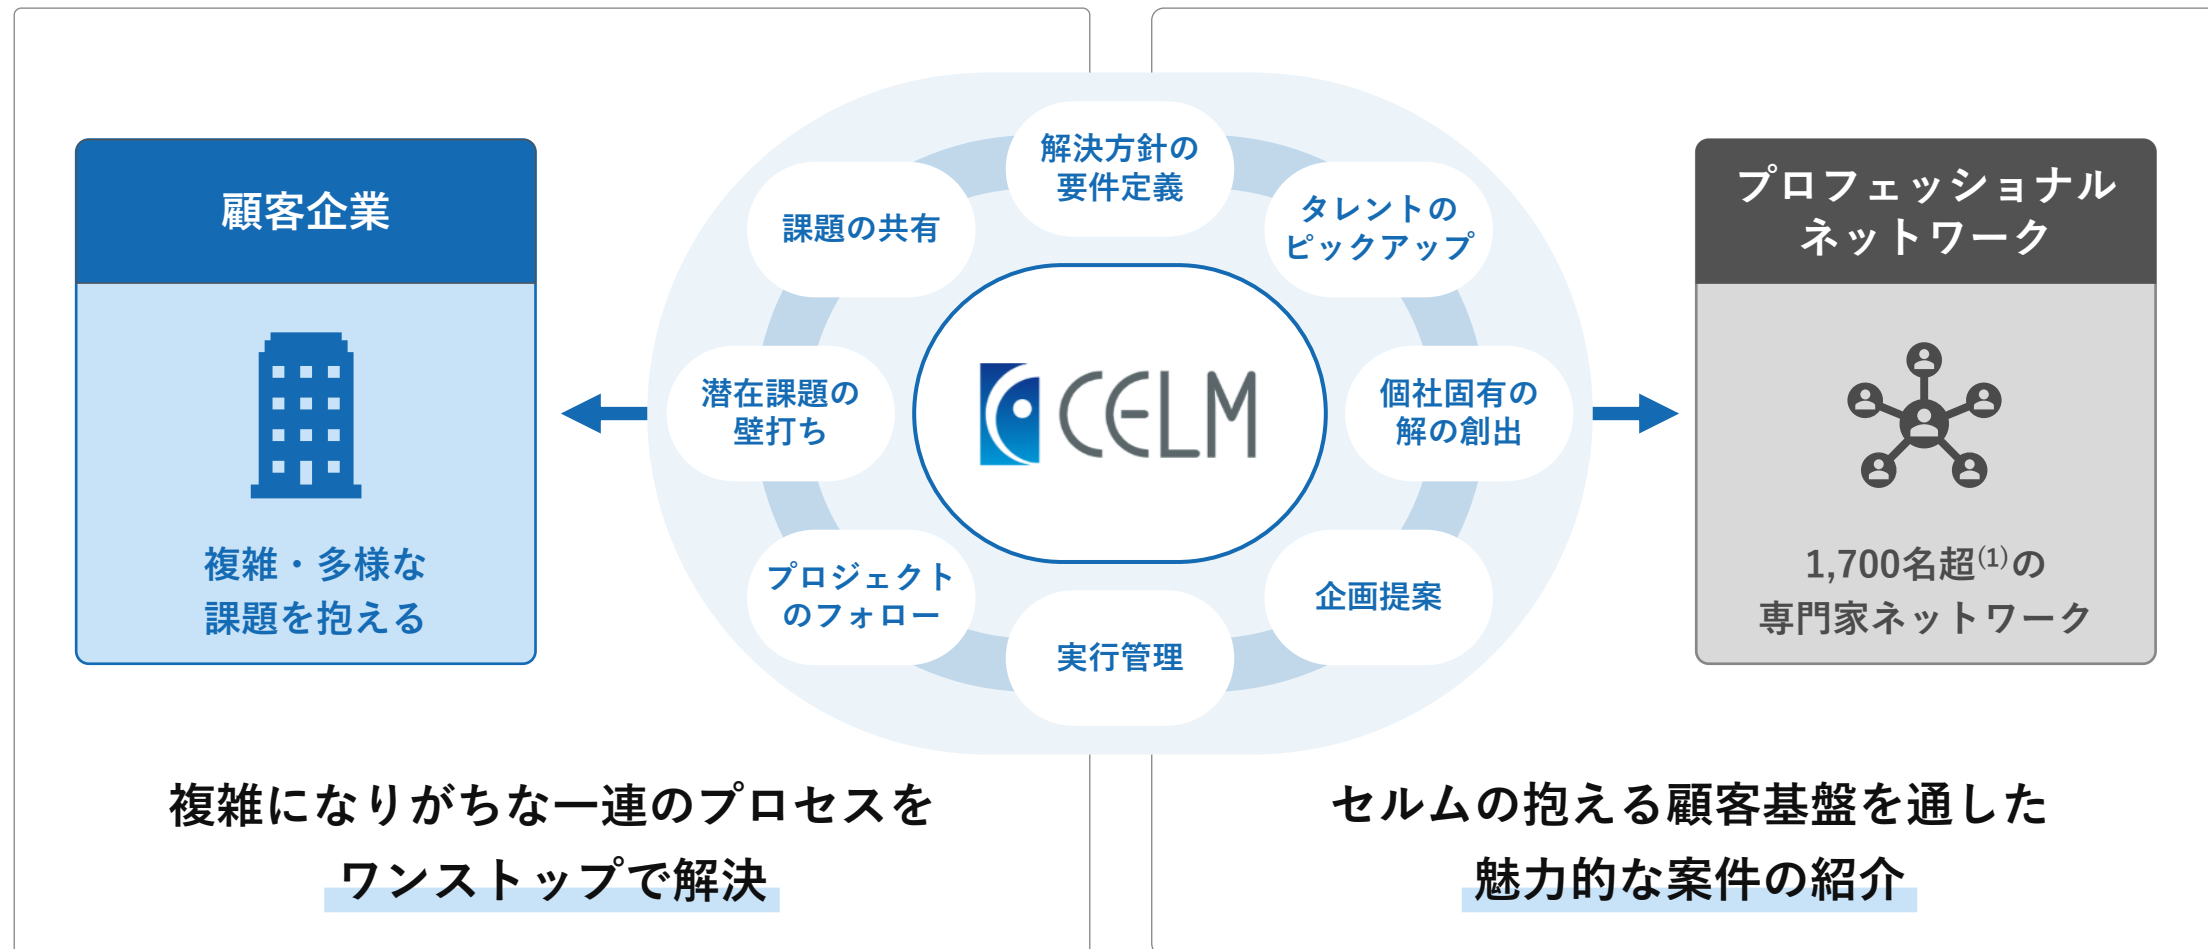 顧客企業
複雑・多様な
課題を抱える
解決方針の
要件定義
課題の共有
タレントの
ピックアップ
潜在課題の
壁打ち
CELM
個社固有の
解の創出
プロジェクト
のフォロー
企画提案
実行管理
プロフェッショナル
ネットワーク
1,700名超(1)の
専門家ネットワーク
複雑になりがちな一連のプロセスを
ワンストップで解決
セルムの抱える顧客基盤を通した
魅力的な案件の紹介